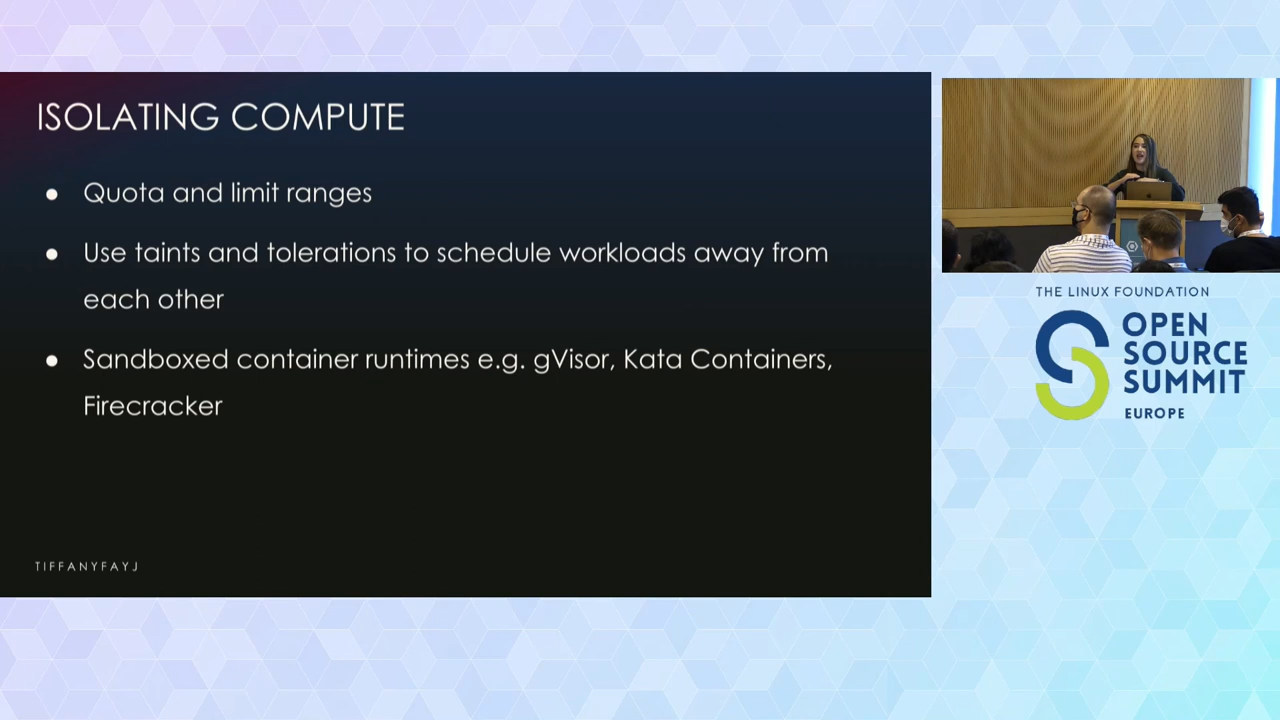 ISOLATING COMPUTE
● Quota and limit ranges
● Use taints and tolerations to schedule workloads away from
each other
● Sandboxed container runtimes e.g. gVisor, Kata Containers,
Firecracker
TIFFANYFAYJ
THE LINUX FOUNDATION
OPEN
SOURCE
SUMMIT
EUROPE